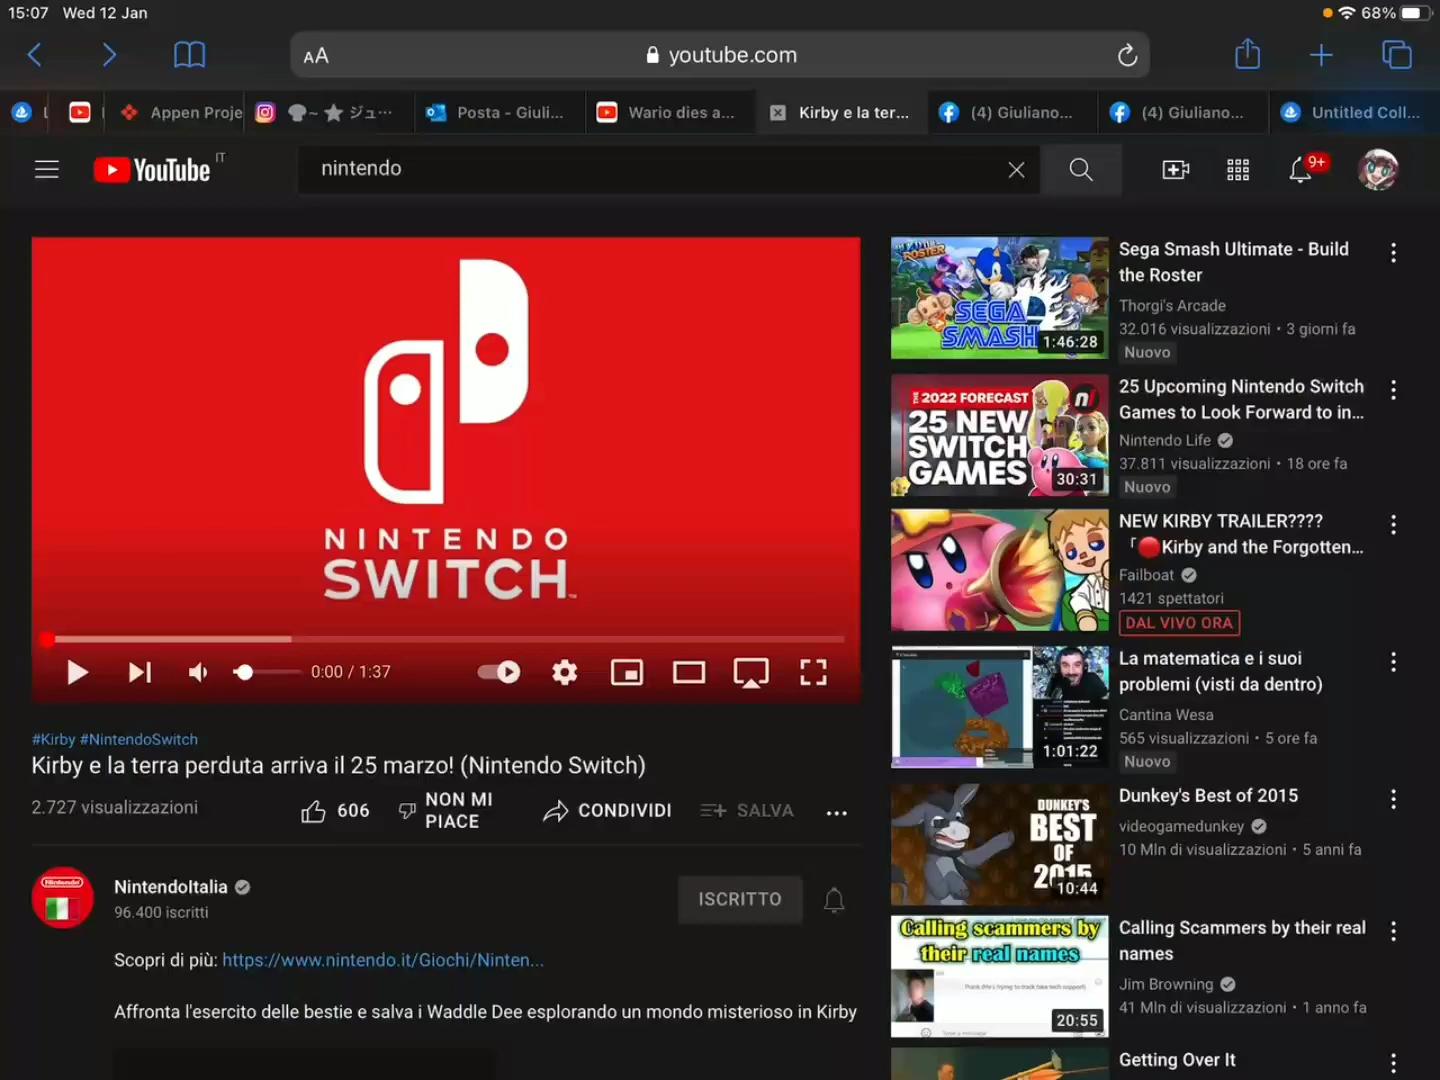 15:07 Wed 12 Jan
68%
AA
youtube.com
Appen Proje
ジュ…
Posta - Giuli...
Wario dies a...
Kirby e la ter...
(4) Giuliano...
(4) Giuliano...
Untitled Coll...
YouTube IT
nintendo
9+
NINTENDO
SWITCH
0:00 / 1:37
#Kirby #NintendoSwitch
Kirby e la terra perduta arriva il 25 marzo! (Nintendo Switch)
2.727 visualizzazioni
606
NON MI
PIACE
CONDIVIDI
SALVA
Nintendo
NintendoItalia
96.400 iscritti
ISCRITTO
Scopri di più: https://www.nintendo.it/Giochi/Ninten...
Affronta l'esercito delle bestie e salva i Waddle Dee esplorando un mondo misterioso in Kirby
ROSTER
SEGA
SMASH
1:46:28
Sega Smash Ultimate - Build
the Roster
Thorgi's Arcade
32.016 visualizzazioni • 3 giorni fa
Nuovo
THE 2022 FORECAST
25 NEW
SWITCH
GAMES
30:31
25 Upcoming Nintendo Switch
Games to Look Forward to in...
Nintendo Life
37.811 visualizzazioni • 18 ore fa
Nuovo
NEW KIRBY TRAILER????
「🔴Kirby and the Forgotten...
Failboat
1421 spettatori
DAL VIVO ORA
1:01:22
La matematica e i suoi
problemi (visti da dentro)
Cantina Wesa
565 visualizzazioni • 5 ore fa
Nuovo
DUNKEY'S
BEST
OF
2015
10:44
Dunkey's Best of 2015
videogamedunkey
10 Mln di visualizzazioni • 5 anni fa
Calling scammers by
their real names
20:55
Calling Scammers by their real
names
Jim Browning
41 Mln di visualizzazioni • 1 anno fa
Getting Over It